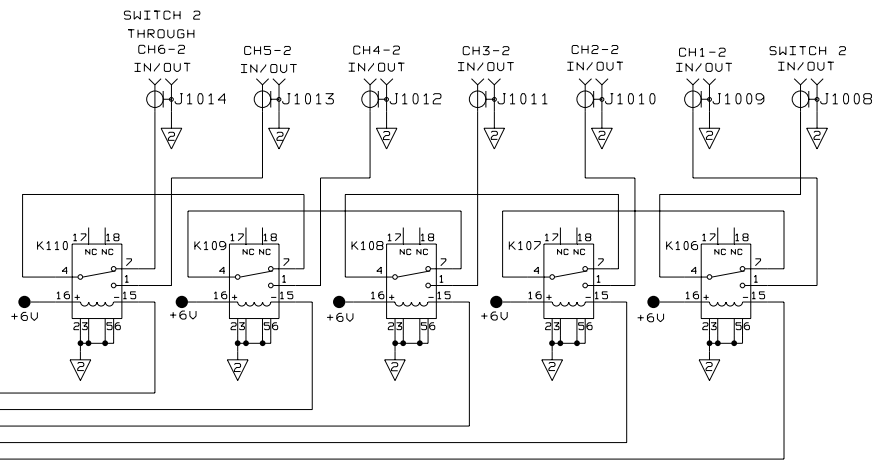 SWITCH 2
THROUGH
CH6-2
IN/OUT
CH5-2
IN/OUT
CH4-2
IN/OUT
CH3-2
IN/OUT
CH2-2
IN/OUT
CH1-2
IN/OUT
SWITCH 2
IN/OUT
J1014
J1013
J1012
J1011
J1010
J1009
J1008
2
2
2
2
2
2
2
K110
17
18
NC NC
4
7
1
16
+
-
15
+6V
23
56
2
K109
17
18
NC NC
4
7
1
16
+
-
15
+6V
23
56
2
K108
17
18
NC NC
4
7
1
16
+
-
15
+6V
23
56
2
K107
17
18
NC NC
4
7
1
16
+
-
15
+6V
23
56
2
K106
17
18
NC NC
4
7
1
16
+
-
15
+6V
23
56
2